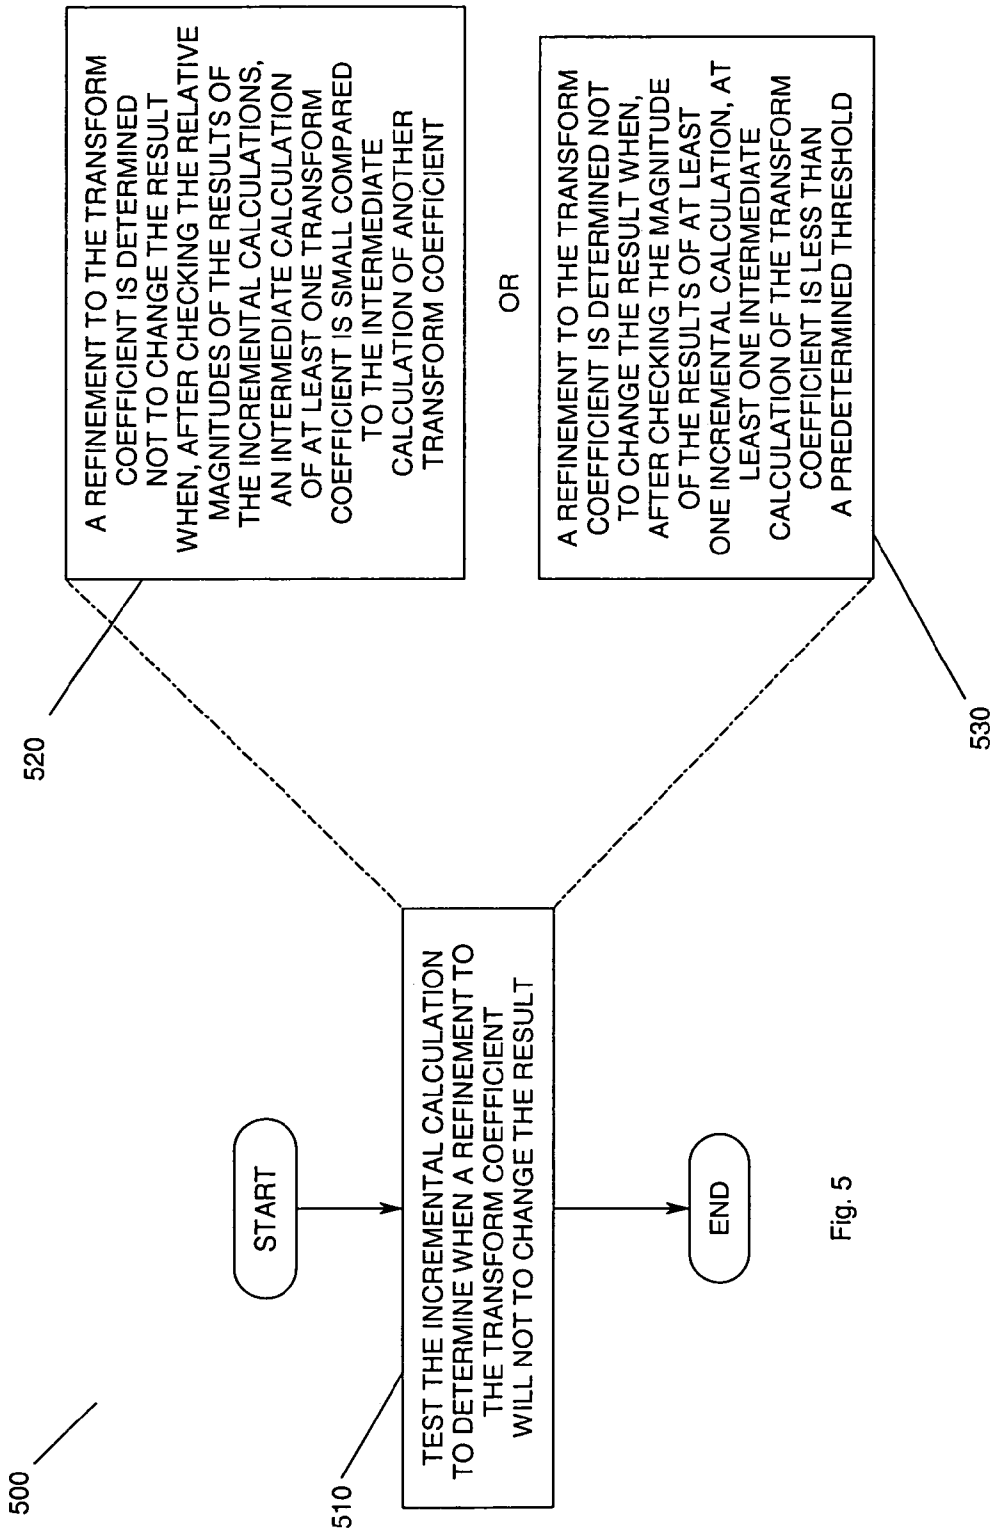 500
START
510
TEST THE INCREMENTAL CALCULATION
TO DETERMINE WHEN A REFINEMENT TO
THE TRANSFORM COEFFICIENT
WILL NOT TO CHANGE THE RESULT
END
520
A REFINEMENT TO THE TRANSFORM
COEFFICIENT IS DETERMINED
NOT TO CHANGE THE RESULT
WHEN, AFTER CHECKING THE RELATIVE
MAGNITUDES OF THE RESULTS OF
THE INCREMENTAL CALCULATIONS,
AN INTERMEDIATE CALCULATION
OF AT LEAST ONE TRANSFORM
COEFFICIENT IS SMALL COMPARED
TO THE INTERMEDIATE
CALCULATION OF ANOTHER
TRANSFORM COEFFICIENT
OR
A REFINEMENT TO THE TRANSFORM
COEFFICIENT IS DETERMINED NOT
TO CHANGE THE RESULT WHEN,
AFTER CHECKING THE MAGNITUDE
OF THE RESULTS OF AT LEAST
ONE INCREMENTAL CALCULATION, AT
LEAST ONE INTERMEDIATE
CALCULATION OF THE TRANSFORM
COEFFICIENT IS LESS THAN
A PREDETERMINED THRESHOLD
530
Fig. 5